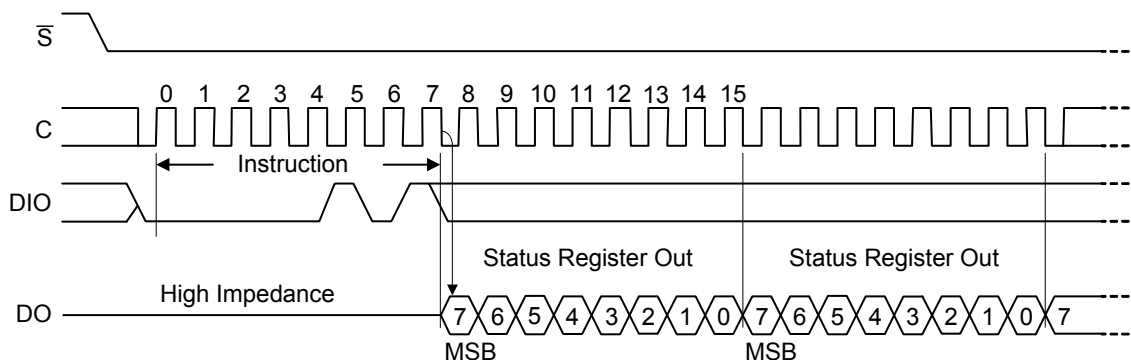 S
0 1 2 3 4 5 6 7 8 9 10 11 12 13 14 15
C
Instruction
DIO
Status Register Out Status Register Out
High Impedance
DO 7 6 5 4 3 2 1 0 7 6 5 4 3 2 1 0 7
MSB MSB